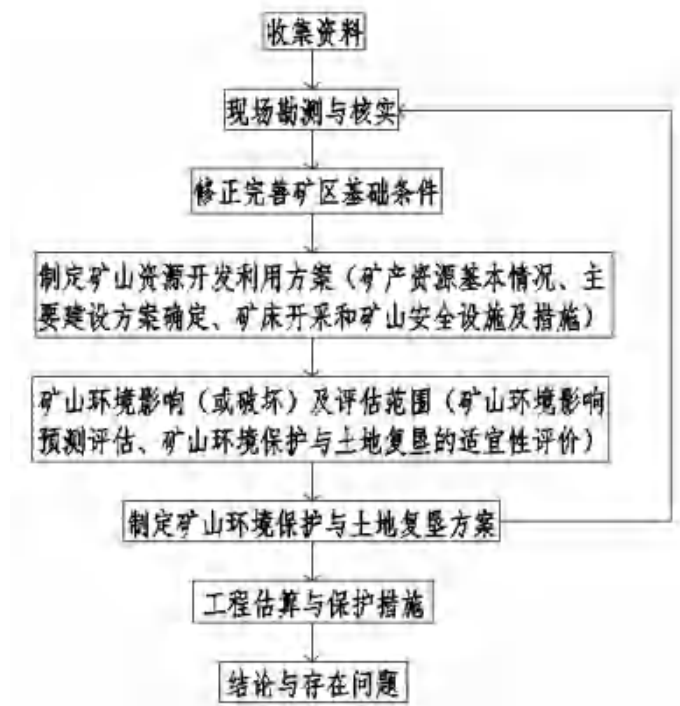 收集资料
现场勘测与核实
修正完善矿区基础条件
制定矿山资源开发利用方案（矿产资源基本情况、主
要建设方案确定、矿床开采和矿山安全设施及措施）
矿山环境影响（或破坏）及评估范围（矿山环境影响
预测评估、矿山环境保护与土地复垦的适宜性评价）
制定矿山环境保护与土地复垦方案
工程估算与保护措施
结论与存在问题